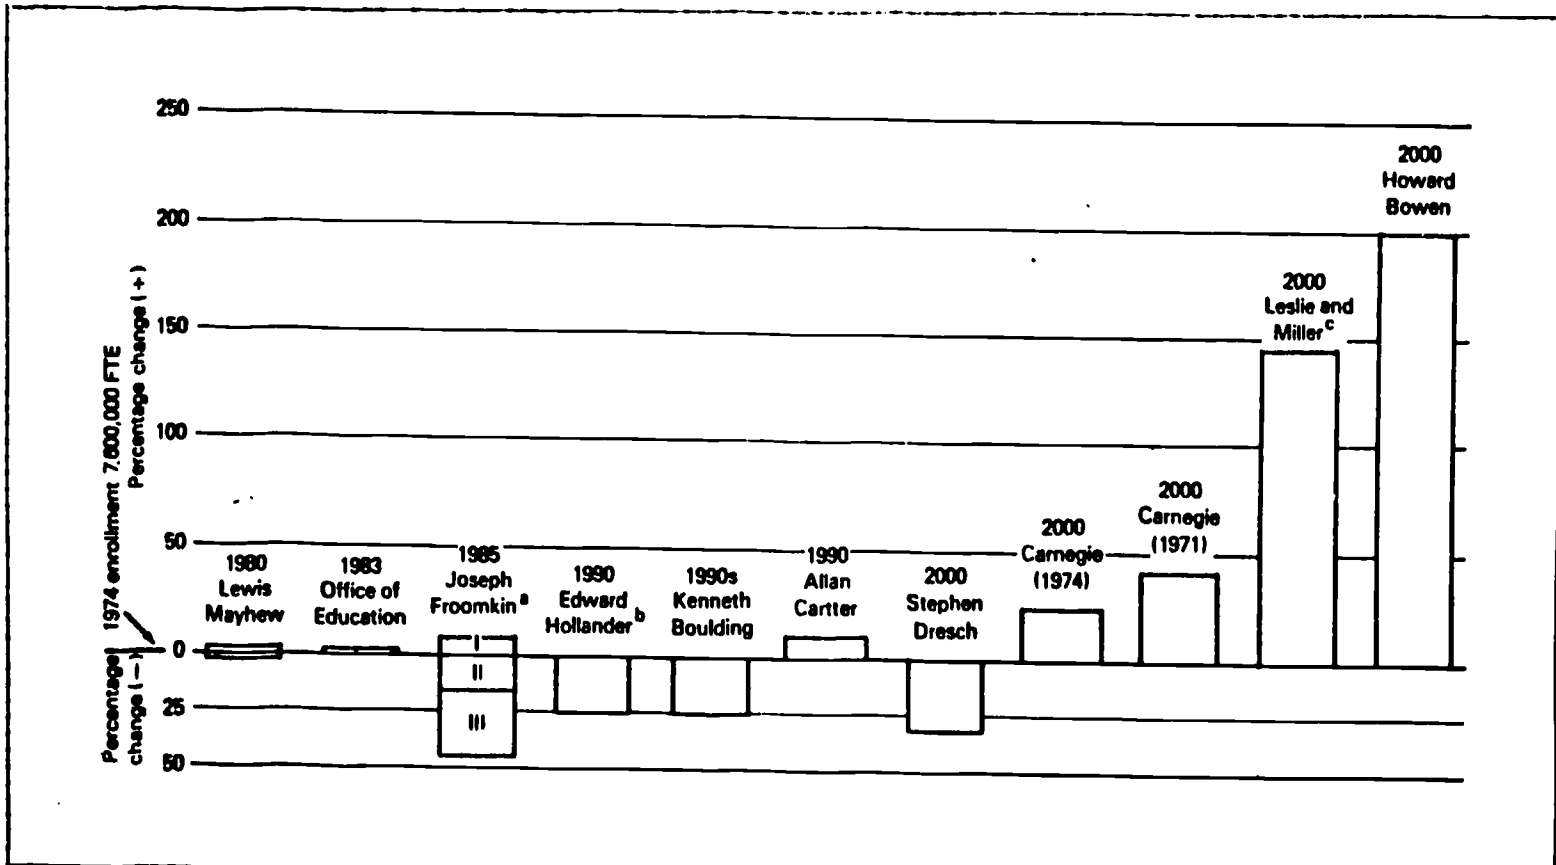 250
200
150
100
50
0
25
50
Percentage change (+)
1974 enrollment 7,600,000 FTE
Percentage
change (—)
1980
Lewis
Mayhew
1983
Office of
Education
1985
Joseph
Froomkin a
I
II
III
1990
Edward
Hollander b
1990s
Kenneth
Boulding
1990
Allan
Cartter
2000
Stephen
Dresch
2000
Carnegie
(1974)
2000
Carnegie
(1971)
2000
Leslie and
Miller c
2000
Howard
Bowen